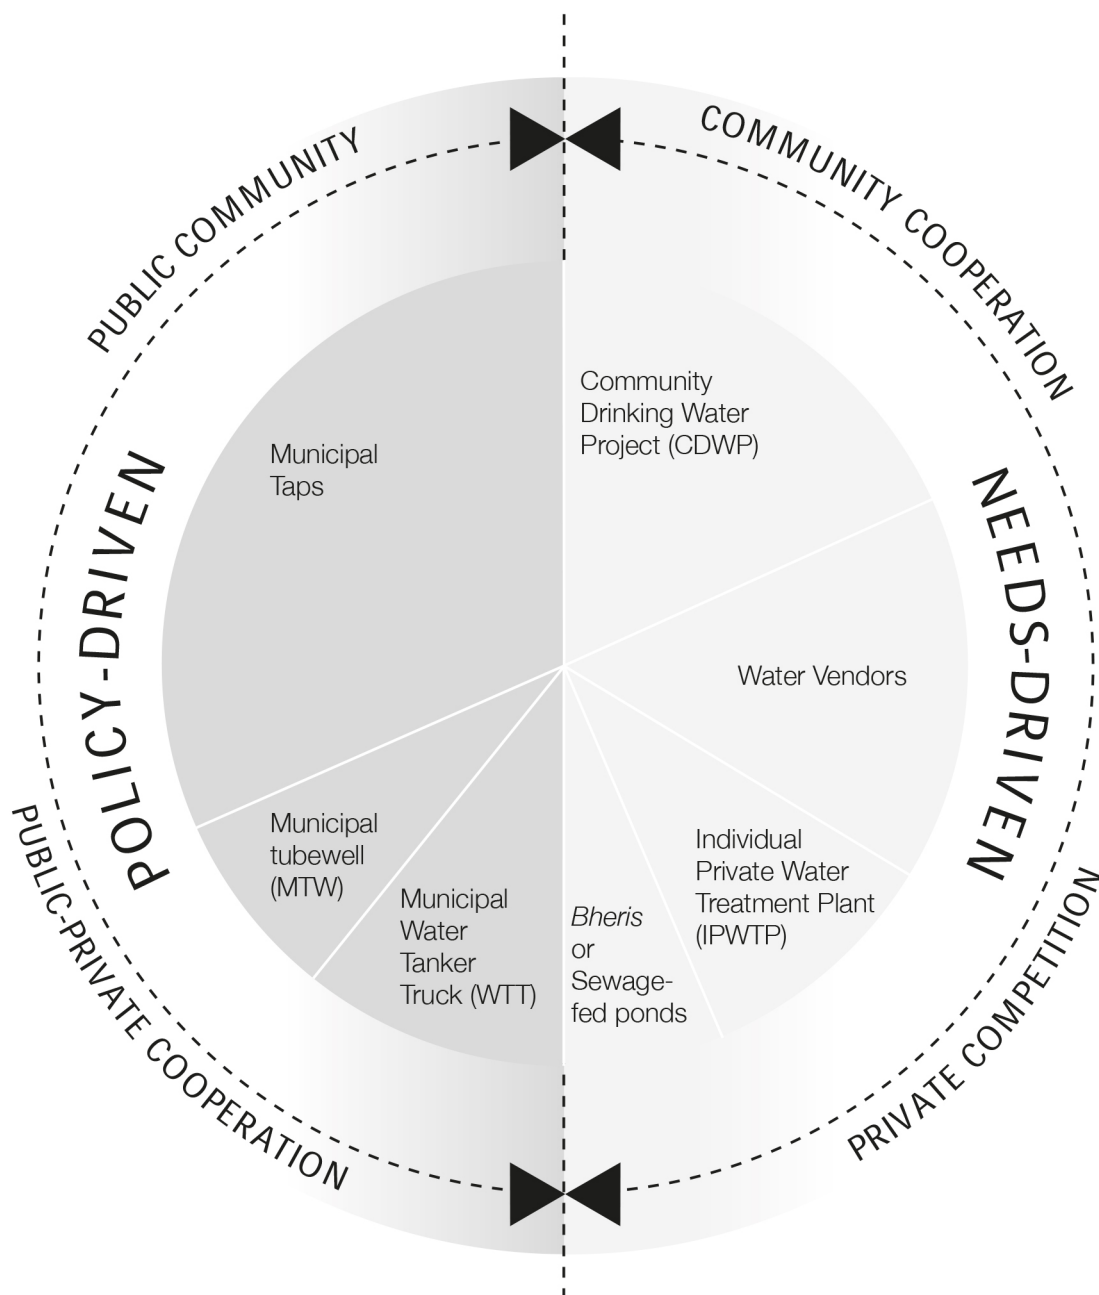 PUBLIC COMMUNITY
COMMUNITY COOPERATION
POLICY-DRIVEN
NEEDS-DRIVEN
PUBLIC-PRIVATE COOPERATION
PRIVATE COMPETITION
Municipal
Taps
Community
Drinking Water
Project (CDWP)
Water Vendors
Municipal
tubewell
(MTW)
Municipal
Water
Tanker
Truck (WTT)
Bheris
or
Sewage-
fed ponds
Individual
Private Water
Treatment Plant
(IPWTP)